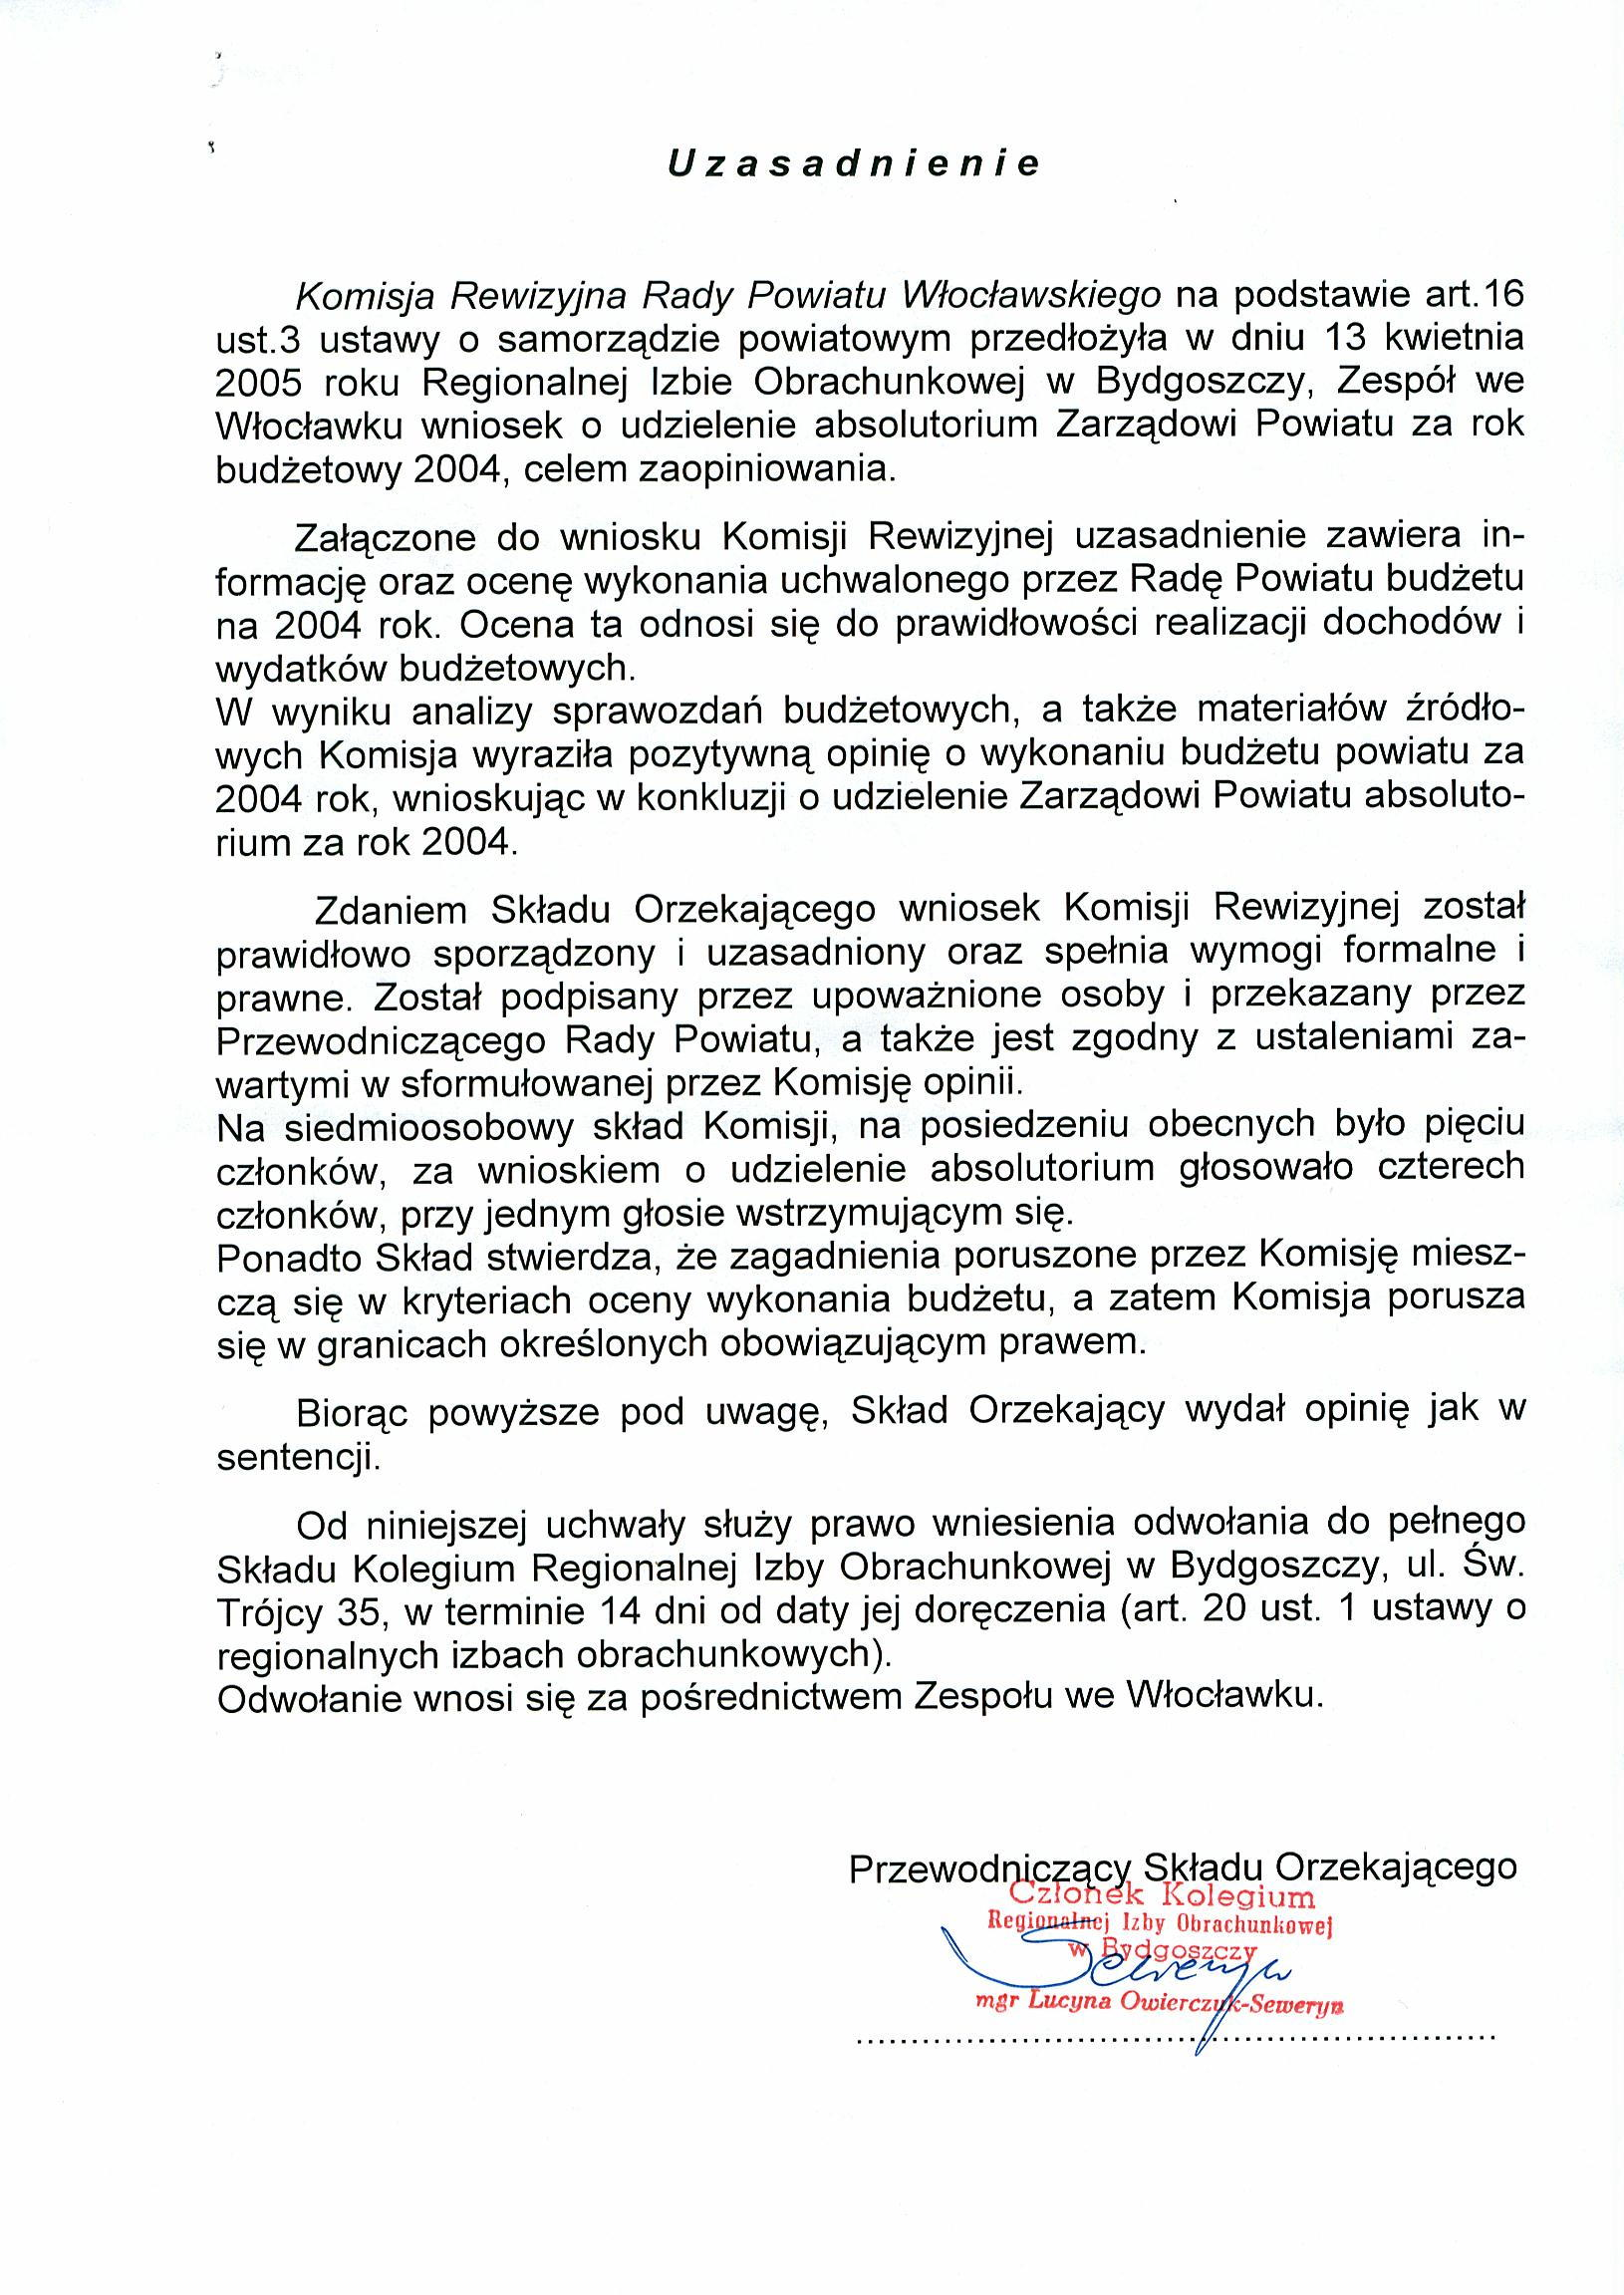 Uzasadnienie
Komisja Rewizyjna Rady Powiatu Włocławskiego na podstawie art.16
ust.3 ustawy o samorządzie powiatowym przedłożyła w dniu 13 kwietnia
2005 roku Regionalnej Izbie Obrachunkowej w Bydgoszczy, Zespół we
Włocławku wniosek o udzielenie absolutorium Zarządowi Powiatu za rok
budżetowy 2004, celem zaopiniowania.
Załączone do wniosku Komisji Rewizyjnej uzasadnienie zawiera in-
formację oraz ocenę wykonania uchwalonego przez Radę Powiatu budżetu
na 2004 rok. Ocena ta odnosi się do prawidłowości realizacji dochodów i
wydatków budżetowych.
W wyniku analizy sprawozdań budżetowych, a także materiałów źródło-
wych Komisja wyraziła pozytywną opinię o wykonaniu budżetu powiatu za
2004 rok, wnioskując w konkluzji o udzielenie Zarządowi Powiatu absoluto-
rium za rok 2004.
Zdaniem Składu Orzekającego wniosek Komisji Rewizyjnej został
prawidłowo sporządzony i uzasadniony oraz spełnia wymogi formalne i
prawne. Został podpisany przez upoważnione osoby i przekazany przez
Przewodniczącego Rady Powiatu, a także jest zgodny z ustaleniami za-
wartymi w sformułowanej przez Komisję opinii.
Na siedmioosobowy skład Komisji, na posiedzeniu obecnych było pięciu
członków, za wnioskiem o udzielenie absolutorium głosowało czterech
członków, przy jednym głosie wstrzymującym się.
Ponadto Skład stwierdza, że zagadnienia poruszone przez Komisję miesz-
czą się w kryteriach oceny wykonania budżetu, a zatem Komisja porusza
się w granicach określonych obowiązującym prawem.
Biorąc powyższe pod uwagę, Skład Orzekający wydał opinię jak w
sentencji.
Od niniejszej uchwały służy prawo wniesienia odwołania do pełnego
Składu Kolegium Regionalnej Izby Obrachunkowej w Bydgoszczy, ul. Św.
Trójcy 35, w terminie 14 dni od daty jej doręczenia (art. 20 ust. 1 ustawy o
regionalnych izbach obrachunkowych).
Odwołanie wnosi się za pośrednictwem Zespołu we Włocławku.
Przewodniczący Składu Orzekającego
Członek Kolegium
Regionalnej Izby Obrachunkowej
w Bydgoszczy
mgr Lucyna Owierczuk-Seweryn